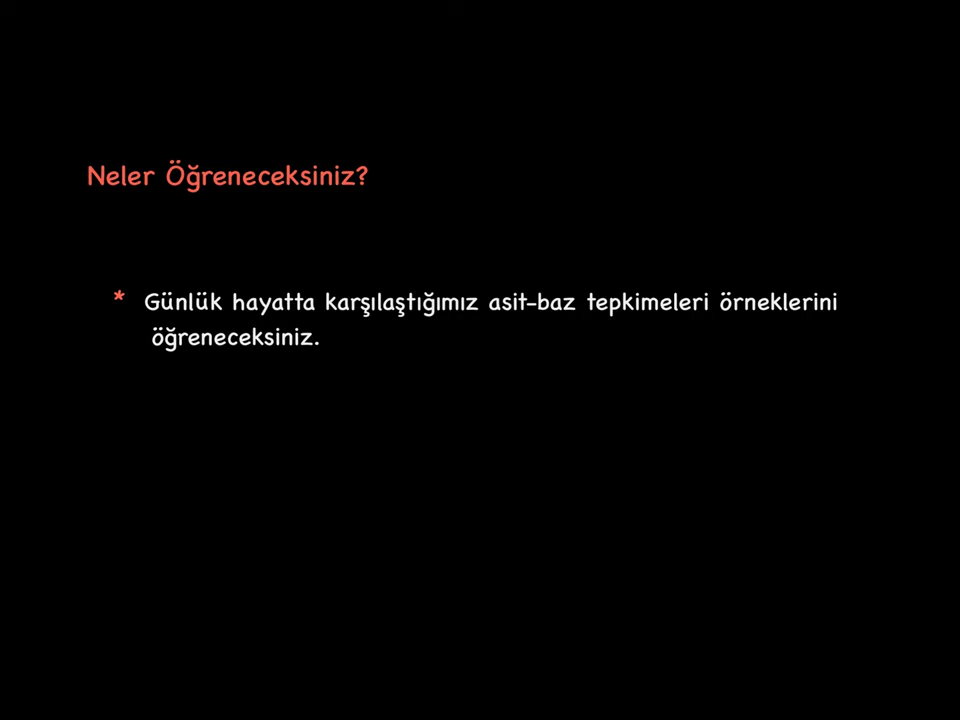 Neler Öğreneceksiniz?
* Günlük hayatta karşılaştığımız asit-baz tepkimeleri örneklerini
öğreneceksiniz.